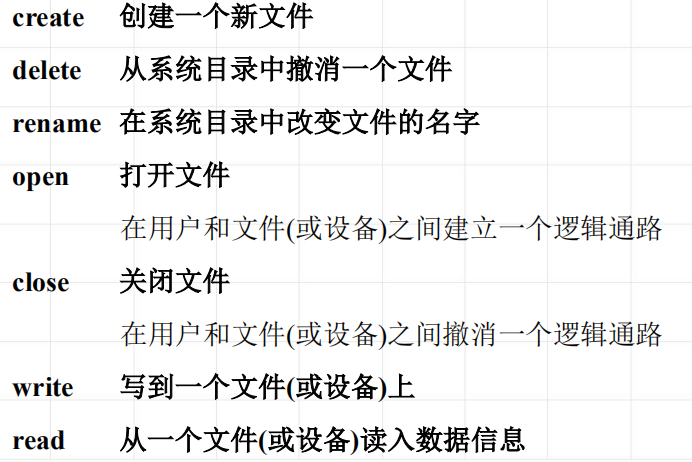 create 创建一个新文件
delete 从系统目录中撤消一个文件
rename 在系统目录中改变文件的名字
open 打开文件
在用户和文件(或设备)之间建立一个逻辑通路
close 关闭文件
在用户和文件(或设备)之间撤消一个逻辑通路
write 写到一个文件(或设备)上
read 从一个文件(或设备)读入数据信息